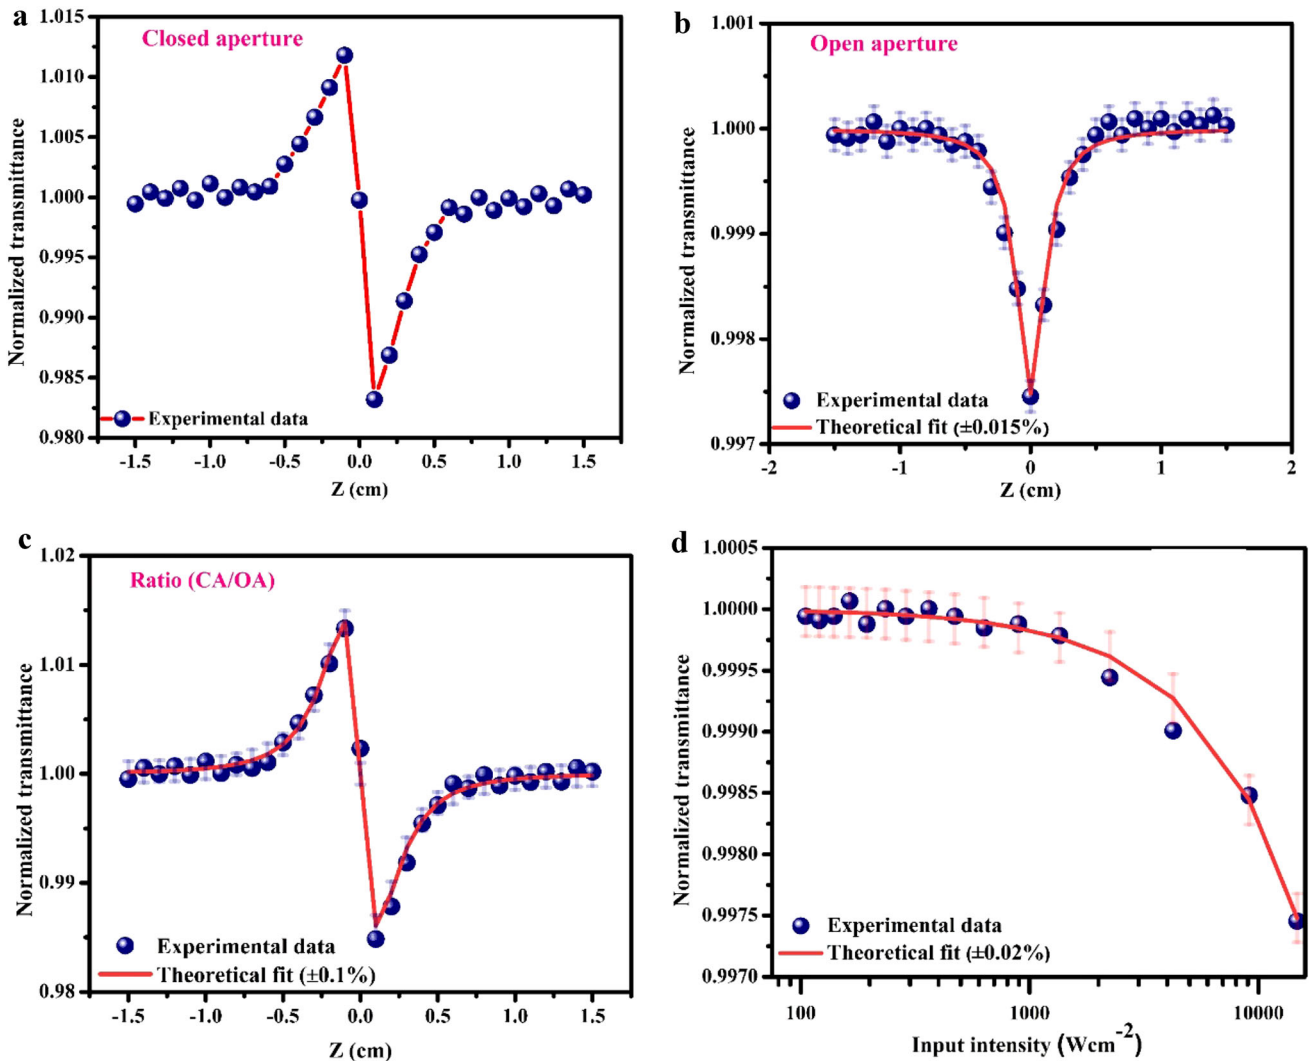 a
Closed aperture
1.015
1.010
1.005
1.000
0.995
0.990
0.985
0.980
Normalized transmittance
Experimental data
-1.5 -1.0 -0.5 0.0 0.5 1.0 1.5
Z (cm)
b
Open aperture
1.001
1.000
0.999
0.998
0.997
Normalized transmittance
Experimental data
Theoretical fit (±0.015%)
-2 -1 0 1 2
Z (cm)
c
Ratio (CA/OA)
1.02
1.01
1.00
0.99
0.98
Normalized transmittance
Experimental data
Theoretical fit (±0.1%)
-1.5 -1.0 -0.5 0.0 0.5 1.0 1.5
Z (cm)
d
1.0005
1.0000
0.9995
0.9990
0.9985
0.9980
0.9975
0.9970
Normalized transmittance
Experimental data
Theoretical fit (±0.02%)
100 1000 10000
Input intensity (Wcm-2)